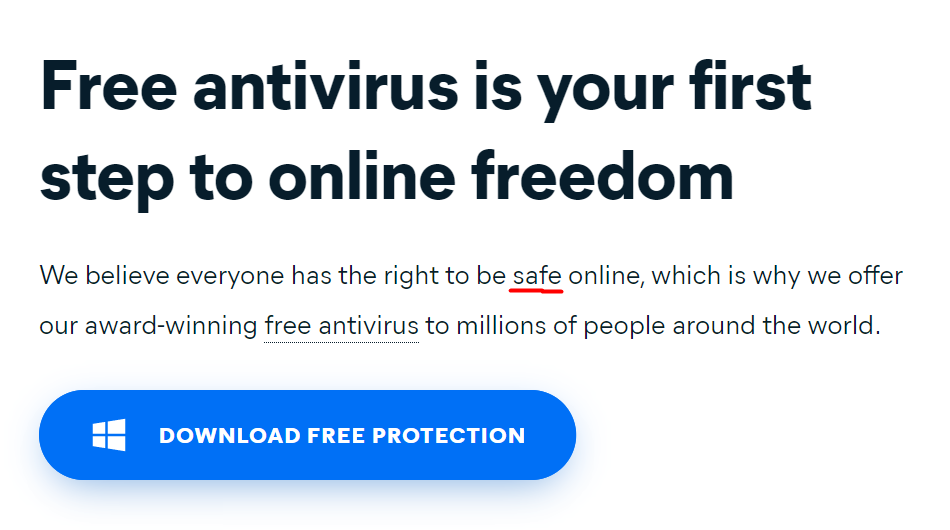 Free antivirus is your first
step to online freedom
We believe everyone has the right to be safe online, which is why we offer
our award-winning free antivirus to millions of people around the world.
DOWNLOAD FREE PROTECTION